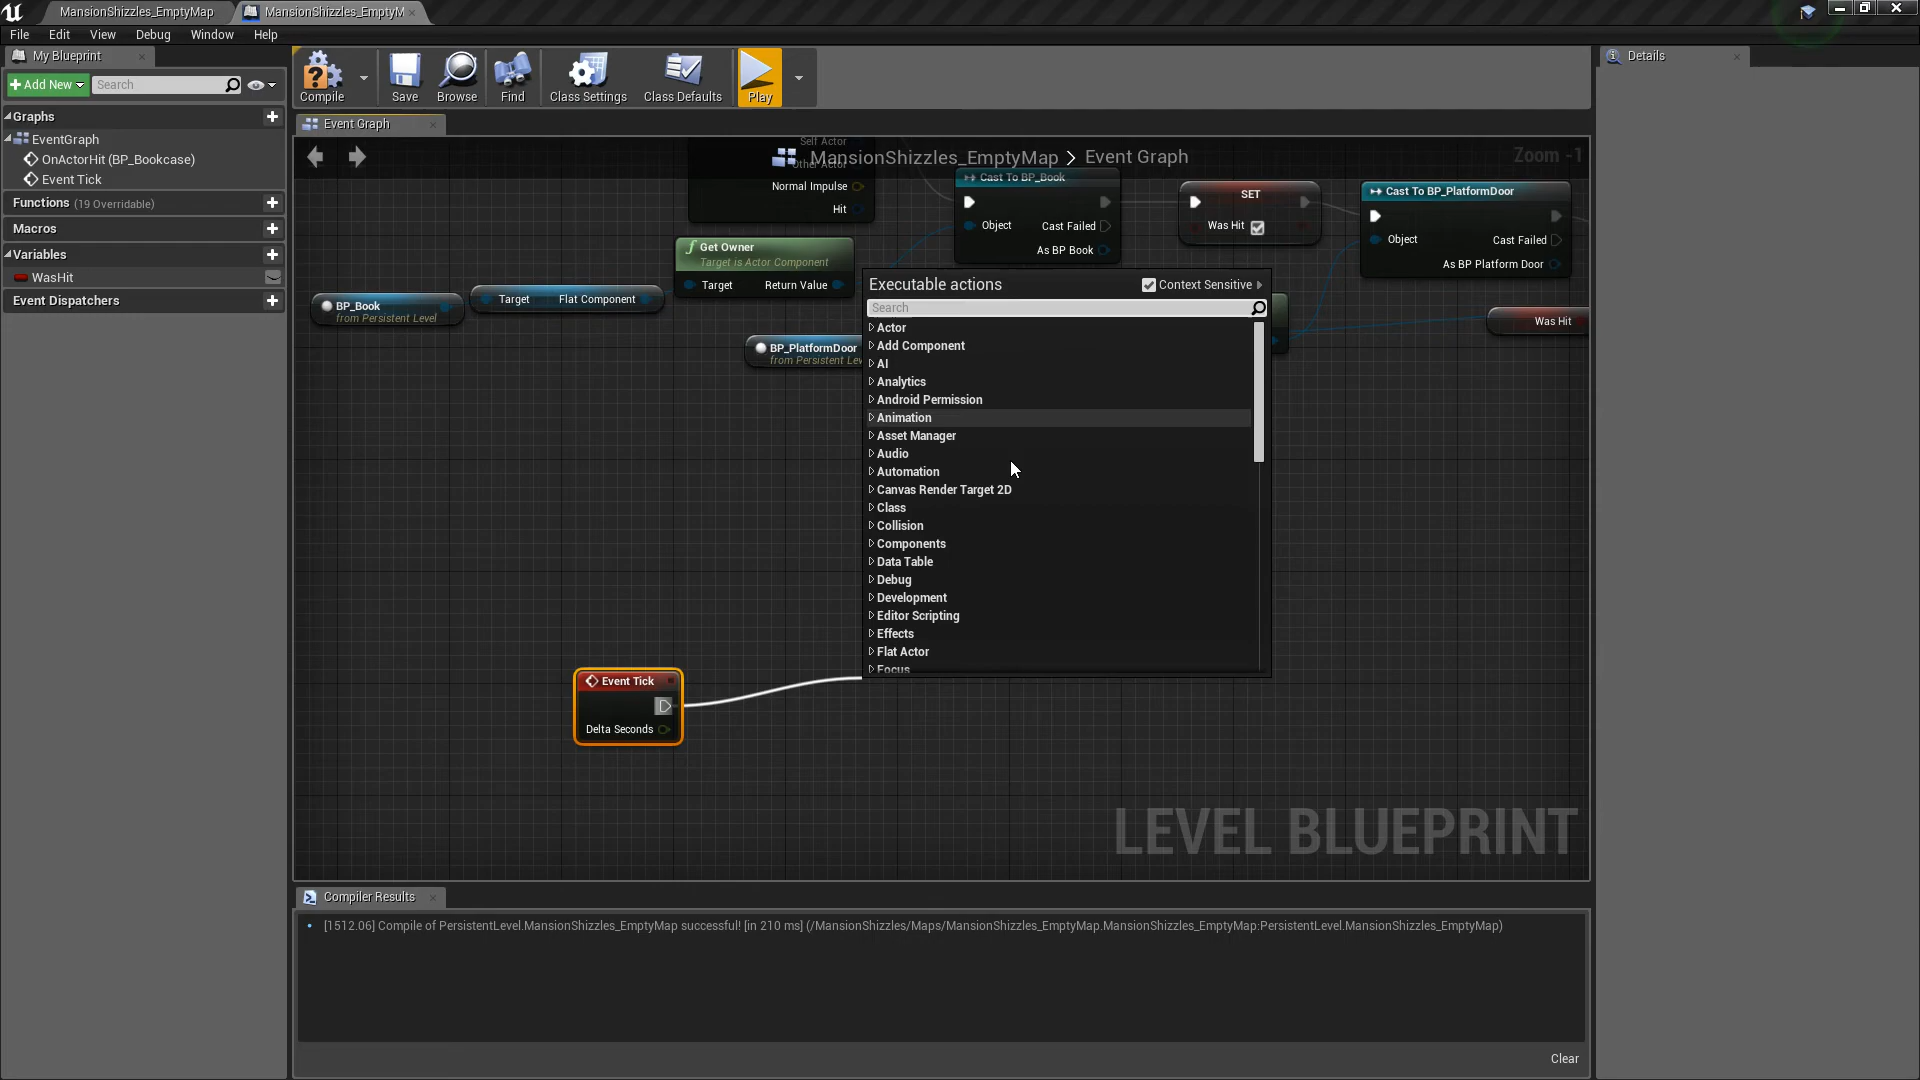 MansionShizzles_EmptyMap
MansionShizzles_EmptyM
File Edit View Debug Window Help
My Blueprint
Details
Add New
Search
Compile
Save
Browse
Find
Class Settings
Class Defaults
Play
Graphs
EventGraph
OnActorHit (BP_Bookcase)
Event Tick
Functions (19 Overridable)
Macros
Variables
WasHit
Event Dispatchers
Event Graph
MansionShizzles_EmptyMap > Event Graph
Zoom -1
Self Actor
Other Actor
Normal Impulse
Hit
Cast To BP_Book
Object
Cast Failed
As BP Book
SET
Was Hit
Cast To BP_PlatformDoor
Object
Cast Failed
As BP Platform Door
Get Owner
Target is Actor Component
Target
Return Value
BP_Book
from Persistent Level
Target
Flat Component
BP_PlatformDoor
from Persistent Lev
Was Hit
Executable actions
Context Sensitive
Search
Actor
Add Component
AI
Analytics
Android Permission
Animation
Asset Manager
Audio
Automation
Canvas Render Target 2D
Class
Collision
Components
Data Table
Debug
Development
Editor Scripting
Effects
Flat Actor
Focus
Event Tick
Delta Seconds
LEVEL BLUEPRINT
Compiler Results
[1512.06] Compile of PersistentLevel.MansionShizzles_EmptyMap successful! [in 210 ms] (/MansionShizzles/Maps/MansionShizzles_EmptyMap.MansionShizzles_EmptyMap:PersistentLevel.MansionShizzles_EmptyMap)
Clear